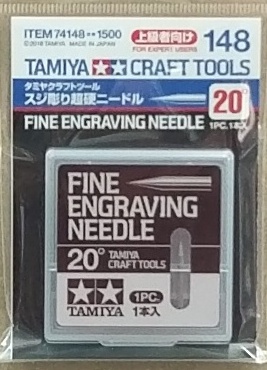 ITEM 74148 ** 1500
©2018 TAMIYA MADE IN JAPAN
上級者向け
FOR EXPERT USERS
148
TAMIYA CRAFT TOOLS
タミヤクラフトツール
スジ彫り超硬ニードル
20°
FINE ENGRAVING NEEDLE
1PC. 1本入
FINE
ENGRAVING
NEEDLE
20° TAMIYA
CRAFT TOOLS
TAMIYA
1PC.
1本入